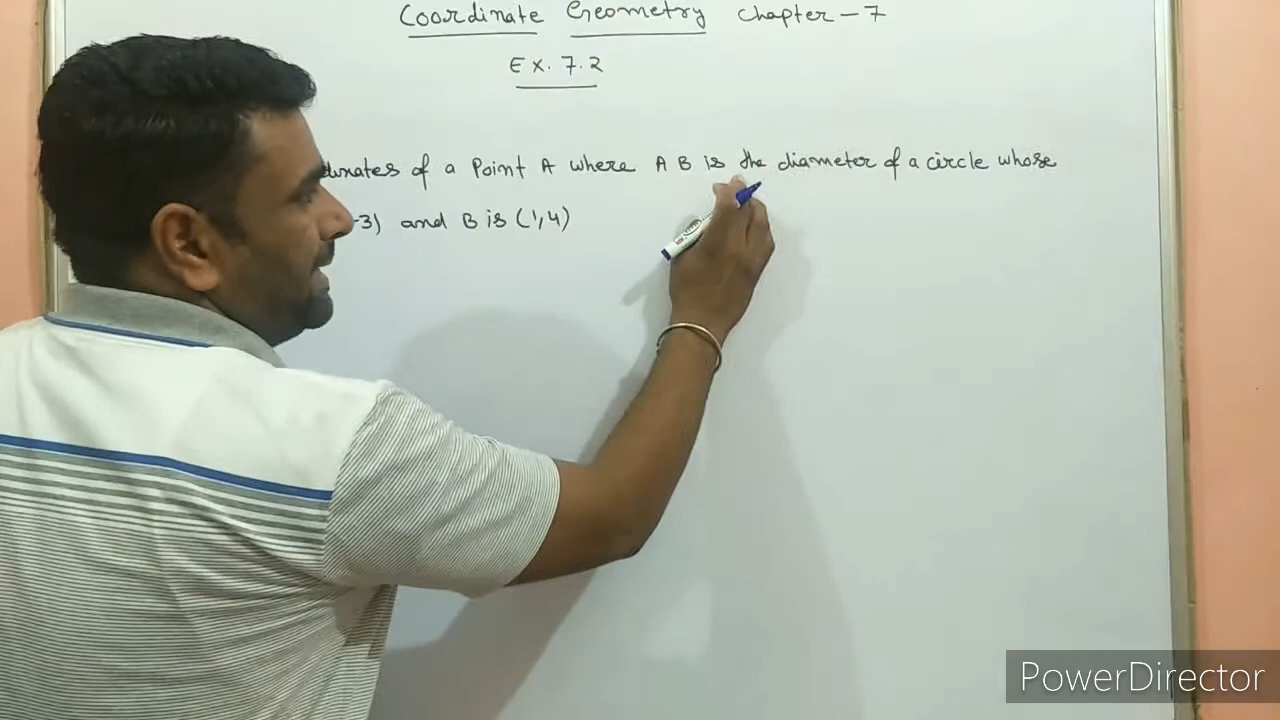 Coordinate Geometry Chapter - 7
Ex. 7.2
of a Point A where AB is the diameter of a circle whose
-3) and B is (1,4)
PowerDirector